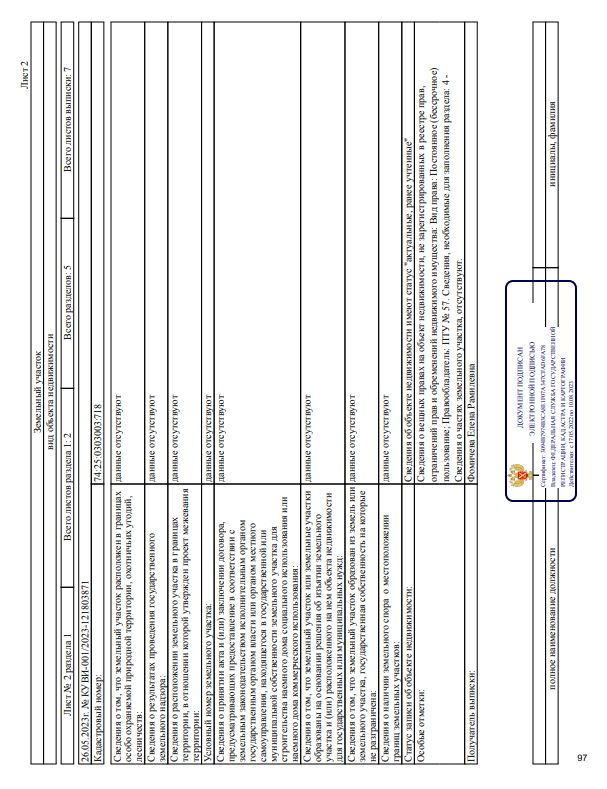 Лист 2
Земельный участок
вид объекта недвижимости
Лист № 2 раздела 1
Всего листов раздела 1: 2
Всего разделов: 5
Всего листов выписки: 7
26.05.2023г. № КУВИ-001/2023-121803871
Кадастровый номер:
74:25:0303003:718
Сведения о том, что земельный участок расположен в границах
особо охраняемой природной территории, охотничьих угодий,
лесничеств:
данные отсутствуют
Сведения о результатах проведения государственного
земельного надзора:
данные отсутствуют
Сведения о расположении земельного участка в границах
территории, в отношении которой утвержден проект межевания
территории:
данные отсутствуют
Условный номер земельного участка:
данные отсутствуют
Сведения о принятии акта и (или) заключении договора,
предусматривающих предоставление в соответствии с
земельным законодательством исполнительным органом
государственным органом власти или органом местного
самоуправления, находящегося в государственной или
муниципальной собственности земельного участка для
строительства наемного дома социального использования или
наемного дома коммерческого использования:
данные отсутствуют
Сведения о том, что земельный участок или земельные участки
образованы на основании решения об изъятии земельного
участка и (или) расположенного на нем объекта недвижимости
для государственных или муниципальных нужд:
данные отсутствуют
Сведения о том, что земельный участок образован из земель или
земельного участка, государственная собственность на которые
не разграничена:
данные отсутствуют
Сведения о наличии земельного спора о местоположении
границ земельных участков:
данные отсутствуют
Статус записи об объекте недвижимости:
Сведения об объекте недвижимости имеют статус "актуальные, ранее учтенные"
Особые отметки:
Сведения о вещных правах на объект недвижимости, не зарегистрированных в реестре прав,
ограничений прав и обременений недвижимого имущества: Вид права: Постоянное (бессрочное)
пользование; Правообладатель: ПТУ № 57. Сведения, необходимые для заполнения раздела: 4 -
Сведения о частях земельного участка, отсутствуют.
Получатель выписки:
Фомичева Елена Рамилевна
полное наименование должности
ДОКУМЕНТ ПОДПИСАН
ЭЛЕКТРОННОЙ ПОДПИСЬЮ
Сертификат:
Владелец: ФЕДЕРАЛЬНАЯ СЛУЖБА ГОСУДАРСТВЕННОЙ
РЕГИСТРАЦИИ, КАДАСТРА И КАРТОГРАФИИ
Действителен: с 17.05.2022 по 10.08.2023
инициалы, фамилия
97